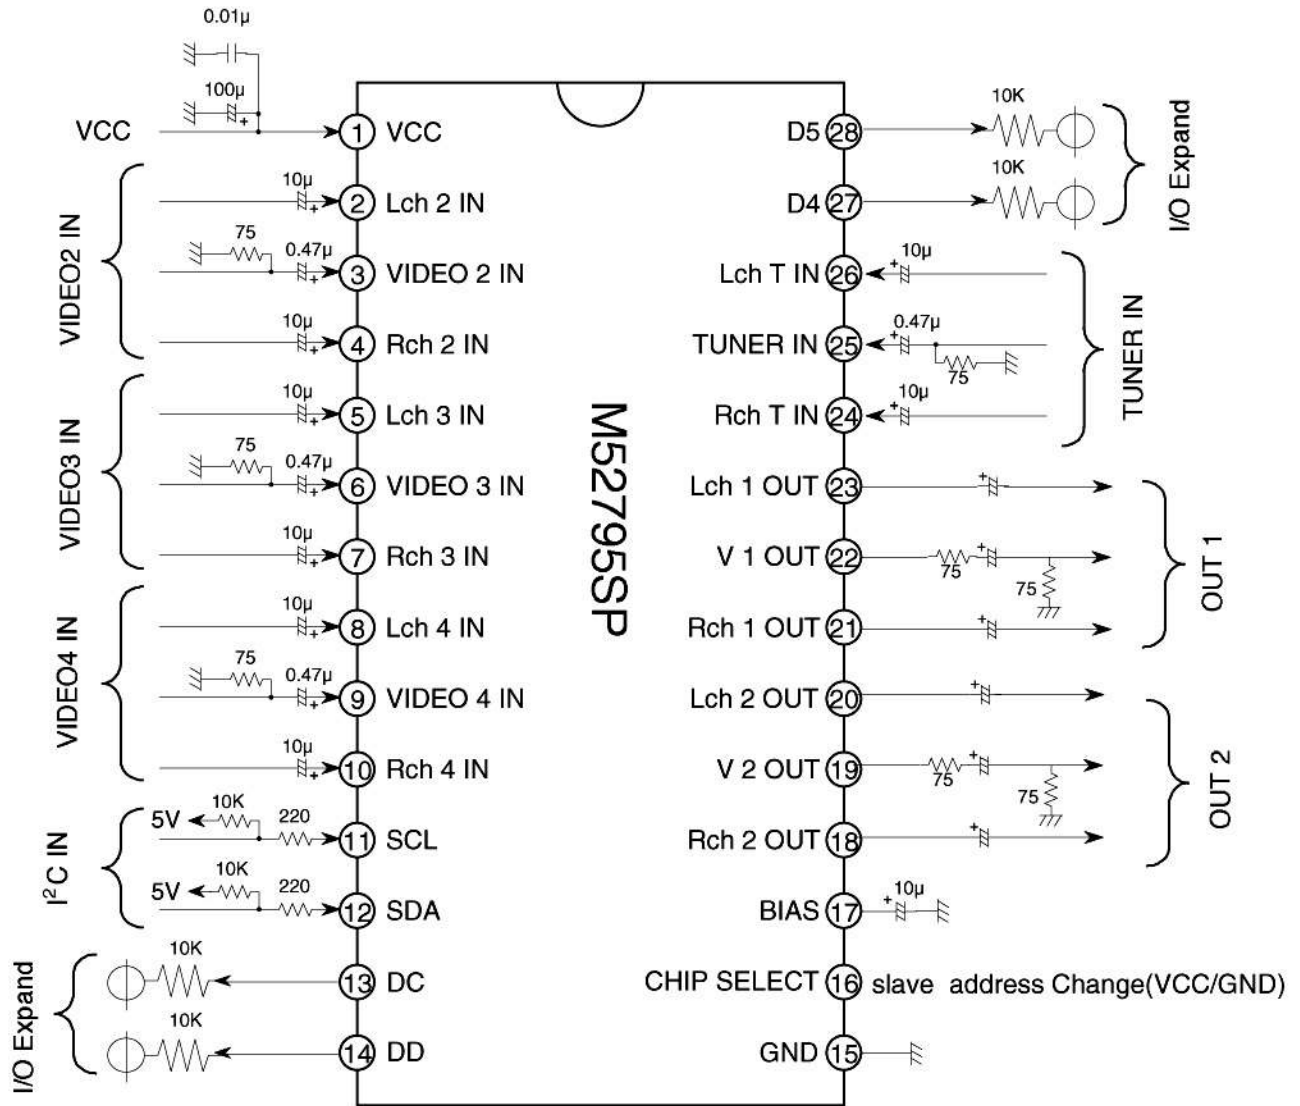 0.01µ
100µ
VCC
1 VCC
VIDEO2 IN
10µ
2 Lch 2 IN
75
0.47µ
3 VIDEO 2 IN
10µ
4 Rch 2 IN
VIDEO3 IN
10µ
5 Lch 3 IN
75
0.47µ
6 VIDEO 3 IN
10µ
7 Rch 3 IN
VIDEO4 IN
10µ
8 Lch 4 IN
75
0.47µ
9 VIDEO 4 IN
10µ
10 Rch 4 IN
I²C IN
5V
10K
220
11 SCL
5V
10K
220
12 SDA
I/O Expand
10K
13 DC
10K
14 DD
M52795SP
D5 28
10K
D4 27
10K
I/O Expand
Lch T IN 26
10µ
TUNER IN 25
0.47µ
75
Rch T IN 24
10µ
TUNER IN
Lch 1 OUT 23
V 1 OUT 22
75
75
Rch 1 OUT 21
OUT 1
Lch 2 OUT 20
V 2 OUT 19
75
75
Rch 2 OUT 18
OUT 2
BIAS 17
10µ
CHIP SELECT 16 slave address Change(VCC/GND)
GND 15